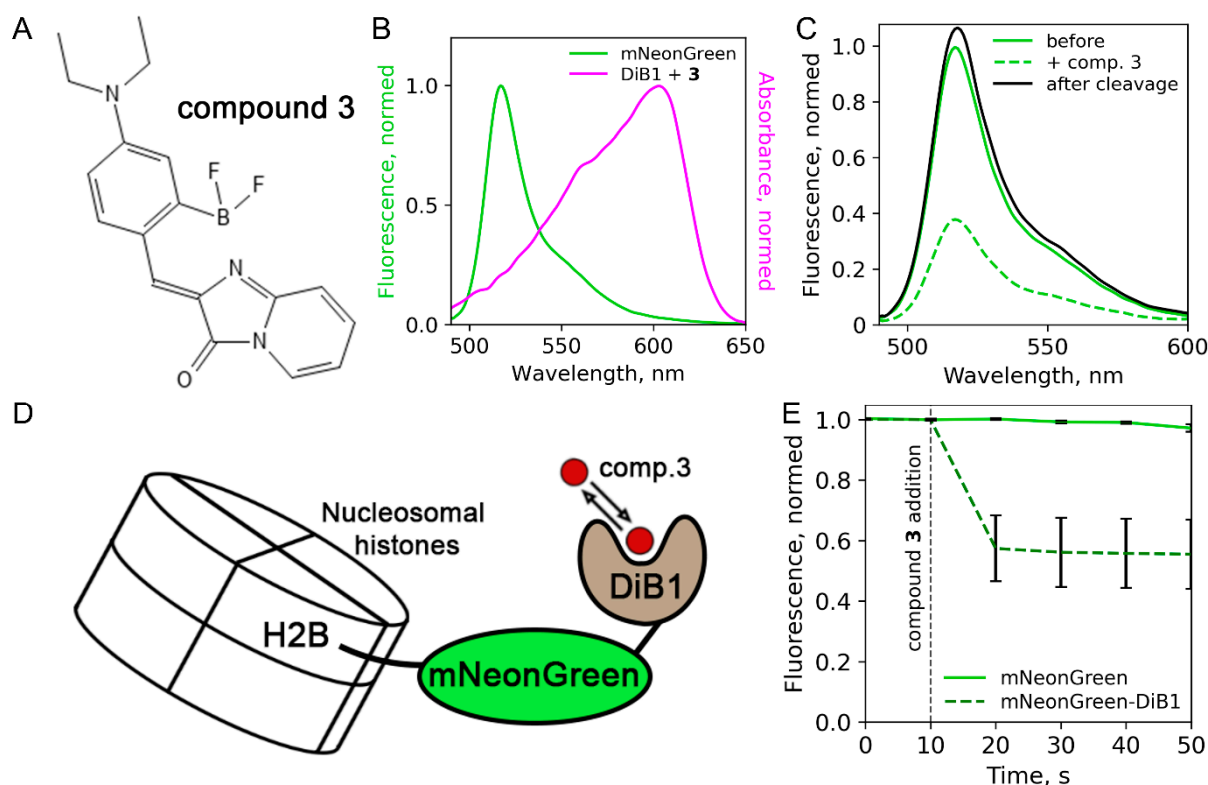 A
N
compound 3
F
F
B
N
N
O
B
mNeonGreen
DiB1 + 3
Fluorescence, normed
Absorbance, normed
1.0
0.5
0.0
500
550
600
650
Wavelength, nm
C
before
+ comp. 3
after cleavage
Fluorescence, normed
1.0
0.8
0.6
0.4
0.2
0
500
550
600
Wavelength, nm
D
Nucleosomal
histones
comp.3
DiB1
H2B
mNeonGreen
E
Fluorescence, normed
1.0
0.8
0.6
0.4
0.2
0.0
compound 3 addition
mNeonGreen
mNeonGreen-DiB1
0
10
20
30
40
50
Time, s